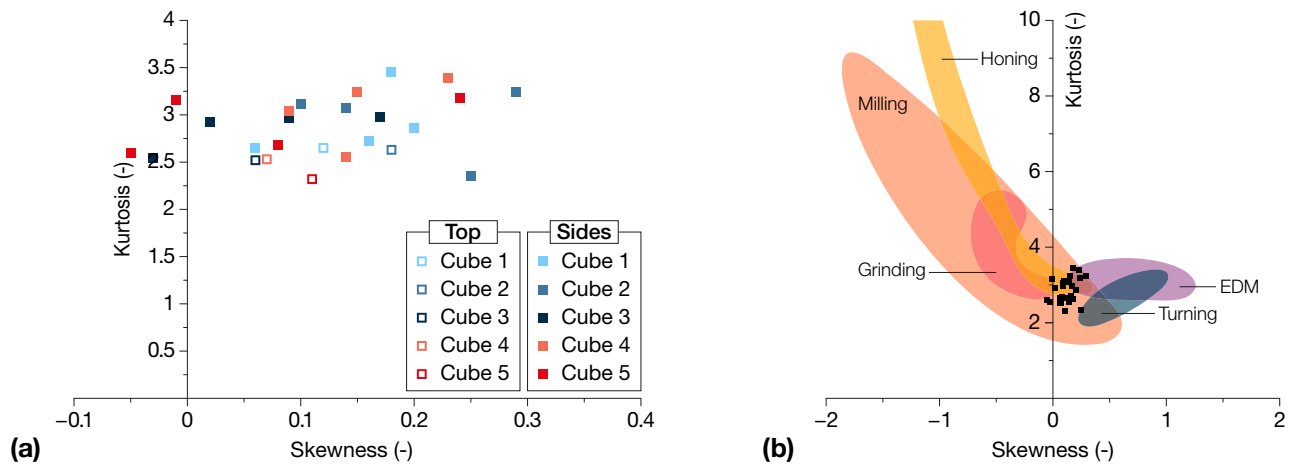 4
3.5
3
2.5
2
1.5
1
0.5
Kurtosis (-)
−0.1
0
0.1
0.2
0.3
0.4
Skewness (-)
(a)
Top
Cube 1
Cube 2
Cube 3
Cube 4
Cube 5
Sides
Cube 1
Cube 2
Cube 3
Cube 4
Cube 5
10
8
6
4
2
Kurtosis (-)
Honing
Milling
Grinding
EDM
Turning
−2
−1
0
1
2
Skewness (-)
(b)